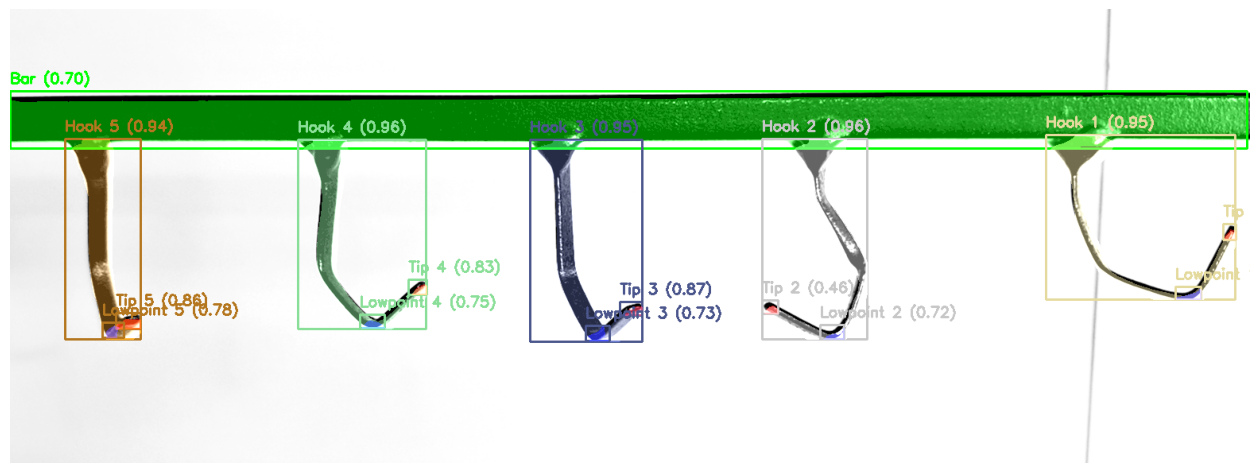 Bar (0.70)
Hook 5 (0.94)
Hook 4 (0.96)
Hook 3 (0.95)
Hook 2 (0.96)
Hook 1 (0.95)
Tip
Tip 4 (0.83)
Lowpoint
Tip 5 (0.86)
Lowpoint 5 (0.78)
Lowpoint 4 (0.75)
Tip 3 (0.87)
Lowpoint 3 (0.73)
Tip 2 (0.46)
Lowpoint 2 (0.72)